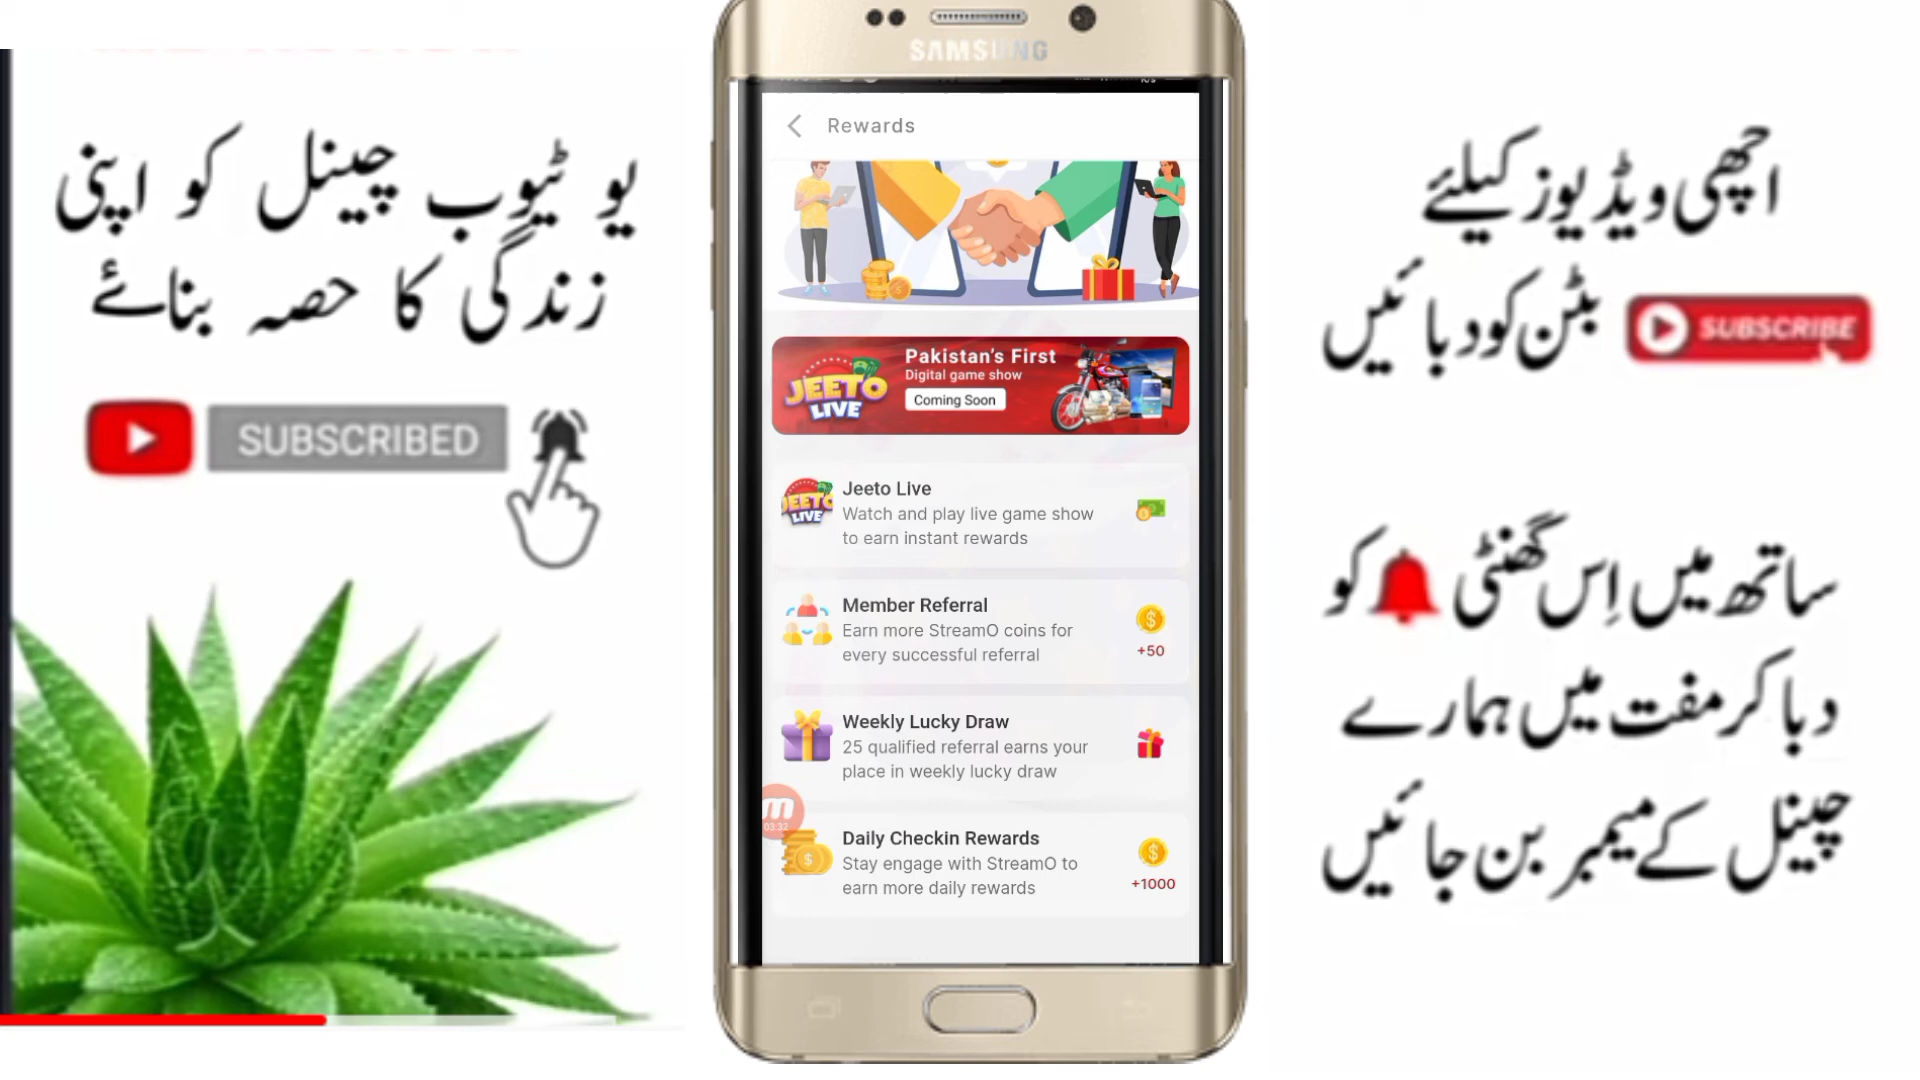 یو ٹیوب چینل کو اپنی
زندگی کا حصہ بنائے
SUBSCRIBED
SAMSUNG
Rewards
JEETO
LIVE
Pakistan's First
Digital game show
Coming Soon
JEETO
LIVE
Jeeto Live
Watch and play live game show
to earn instant rewards
Member Referral
Earn more StreamO coins for
every successful referral
+50
Weekly Lucky Draw
25 qualified referral earns your
place in weekly lucky draw
m
03:32
Daily Checkin Rewards
Stay engage with StreamO to
earn more daily rewards
+1000
اچھی ویڈیوز کیلئے
SUBSCRIBE بٹن کو دبائیں
ساتھ میں اِس گھنٹی کو
دبا کر مفت میں ہمارے
چینل کے میمبر بن جائیں